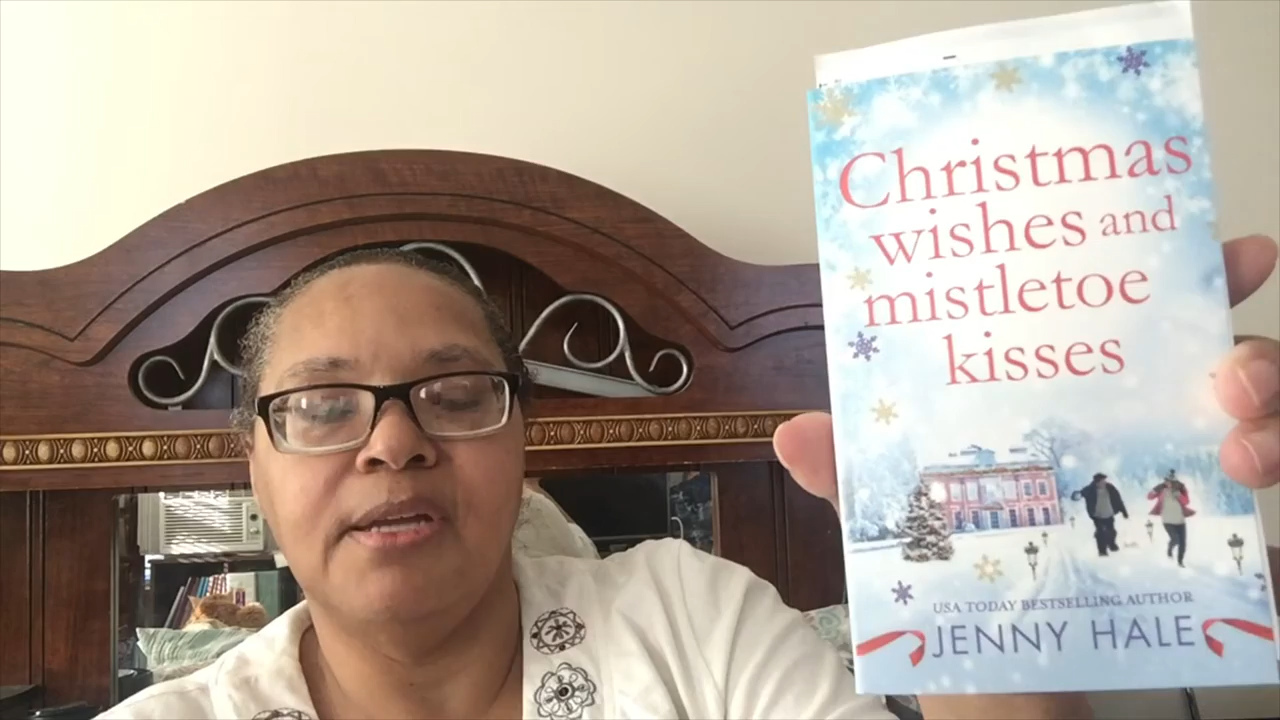 Christmas
wishes and
mistletoe
kisses
USA TODAY BESTSELLING AUTHOR
JENNY HALE